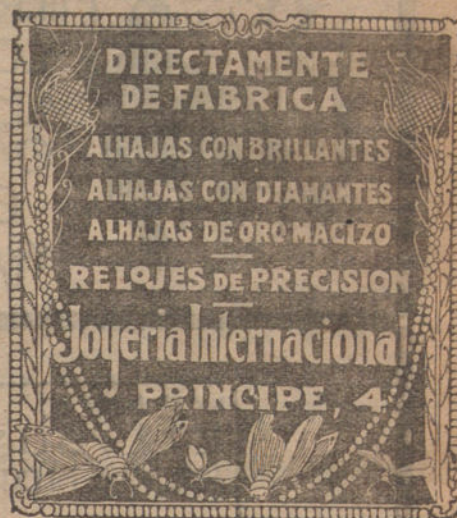 DIRECTAMENTE
DE FABRICA
ALHAJAS CON BRILLANTES
ALHAJAS CON DIAMANTES
ALHAJAS DE ORO MACIZO
RELOJES DE PRECISION
Joyeria Internacional
PRINCIPE, 4